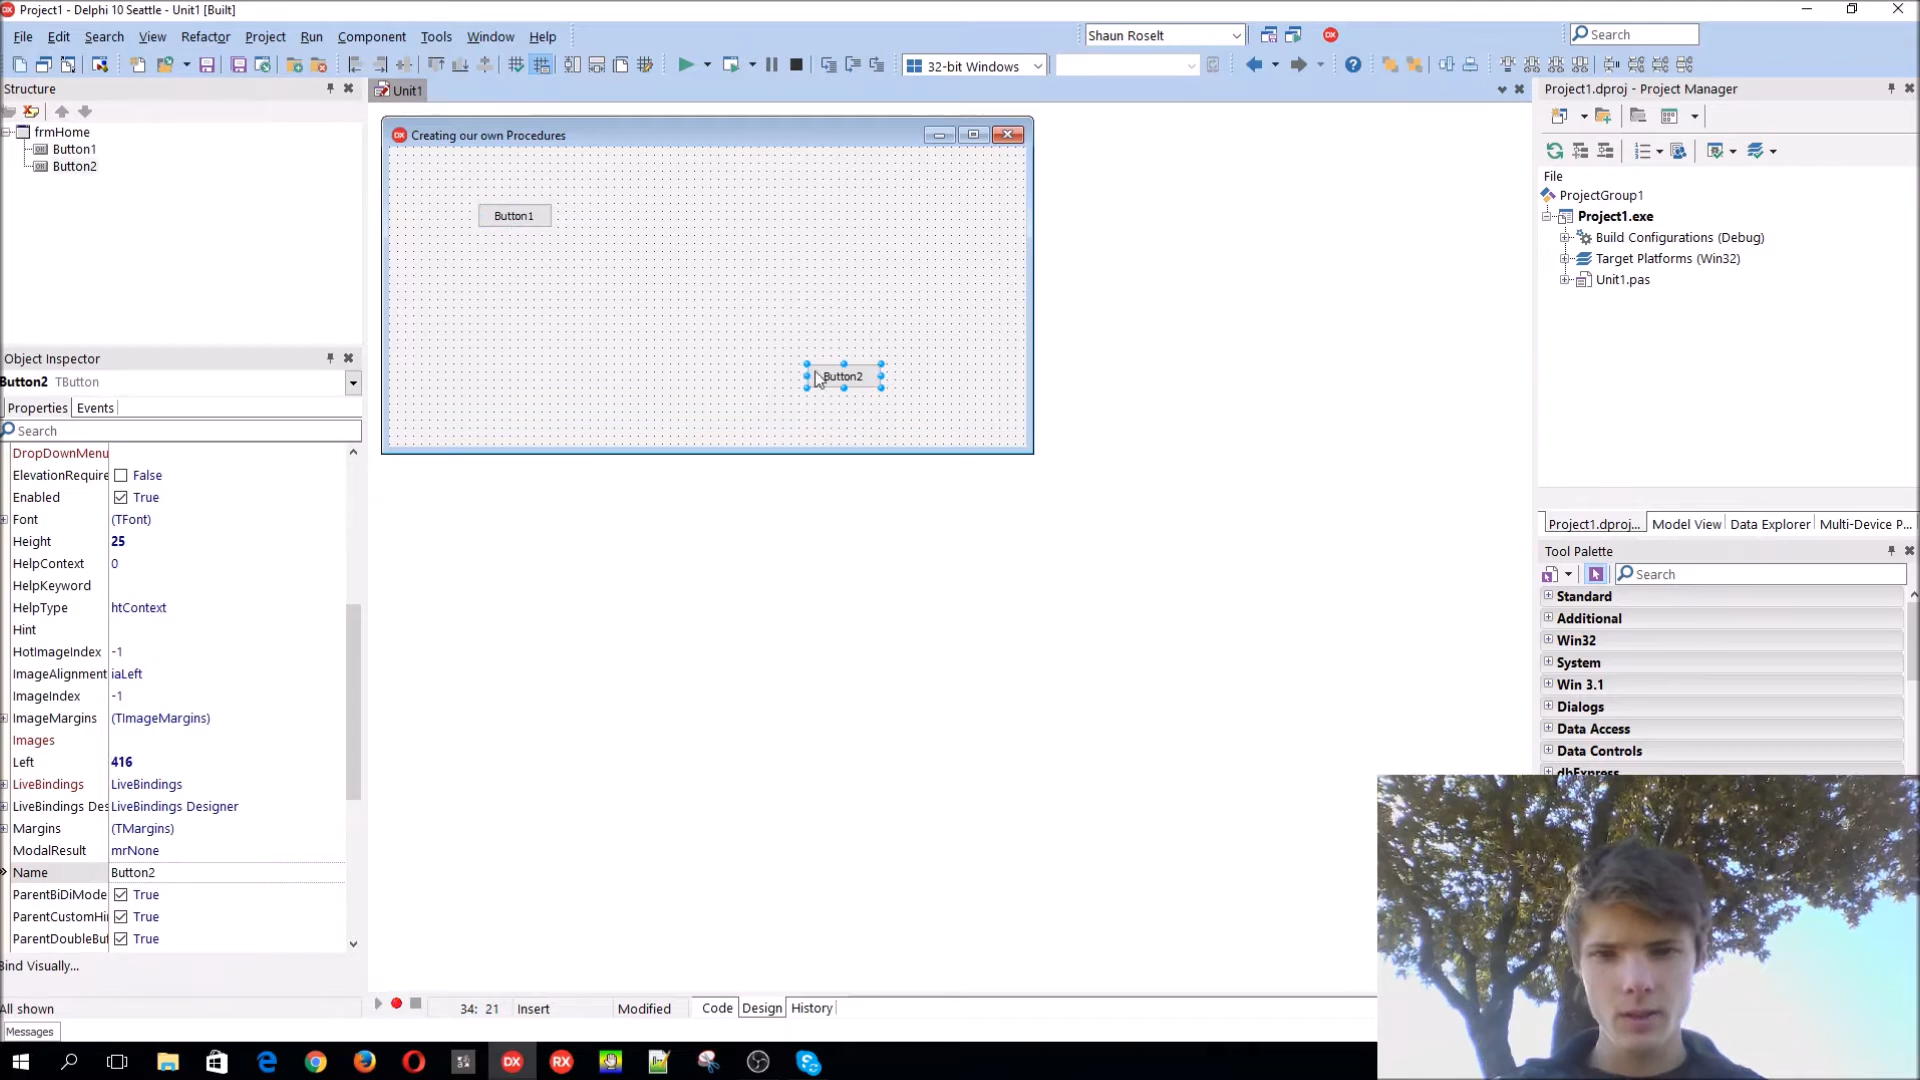 Project1 - Delphi 10 Seattle - Unit1 [Built]
File Edit Search View Refactor Project Run Component Tools Window Help
Shaun Roselt
Search
32-bit Windows
Structure
frmHome
Button1
Button2
Unit1
Creating our own Procedures
Button1
Button2
Object Inspector
Button2 TButton
Properties Events
Search
DropDownMenu
ElevationRequire False
Enabled True
Font (TFont)
Height 25
HelpContext 0
HelpKeyword
HelpType htContext
Hint
HotImageIndex -1
ImageAlignment iaLeft
ImageIndex -1
ImageMargins (TImageMargins)
Images
Left 416
LiveBindings LiveBindings
LiveBindings Des LiveBindings Designer
Margins (TMargins)
ModalResult mrNone
Name Button2
ParentBiDiMode True
ParentCustomHi True
ParentDoubleBuf True
Bind Visually...
All shown
Messages
34: 21 Insert Modified Code Design History
Project1.dproj - Project Manager
File
ProjectGroup1
Project1.exe
Build Configurations (Debug)
Target Platforms (Win32)
Unit1.pas
Project1.dproj... Model View Data Explorer Multi-Device P...
Tool Palette
Search
Standard
Additional
Win32
System
Win 3.1
Dialogs
Data Access
Data Controls
dbExpress